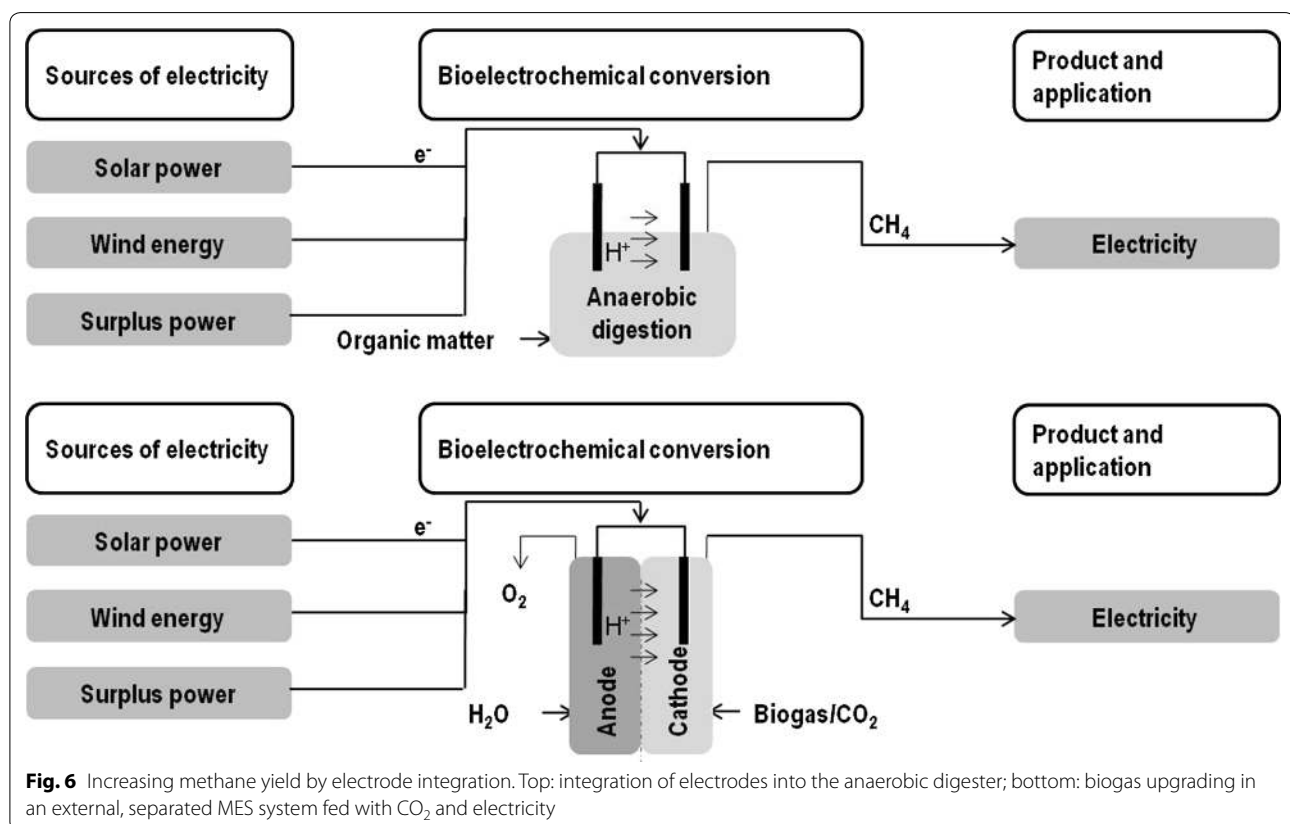 Sources of electricity
Bioelectrochemical conversion
Product and
application
Solar power
e⁻
Wind energy
Surplus power
H⁺
Anaerobic
digestion
Organic matter
CH₄
Electricity
Sources of electricity
Bioelectrochemical conversion
Product and
application
Solar power
e⁻
Wind energy
Surplus power
O₂
H⁺
Anode
Cathode
H₂O
Biogas/CO₂
CH₄
Electricity
Fig. 6 Increasing methane yield by electrode integration. Top: integration of electrodes into the anaerobic digester; bottom: biogas upgrading in
an external, separated MES system fed with CO₂ and electricity